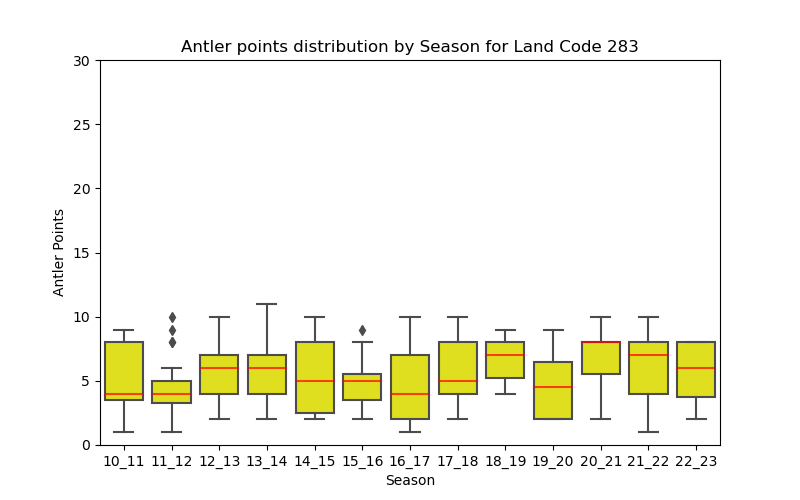 Antler points distribution by Season for Land Code 283
Antler Points
30
25
20
15
10
5
0
10_11 11_12 12_13 13_14 14_15 15_16 16_17 17_18 18_19 19_20 20_21 21_22 22_23
Season